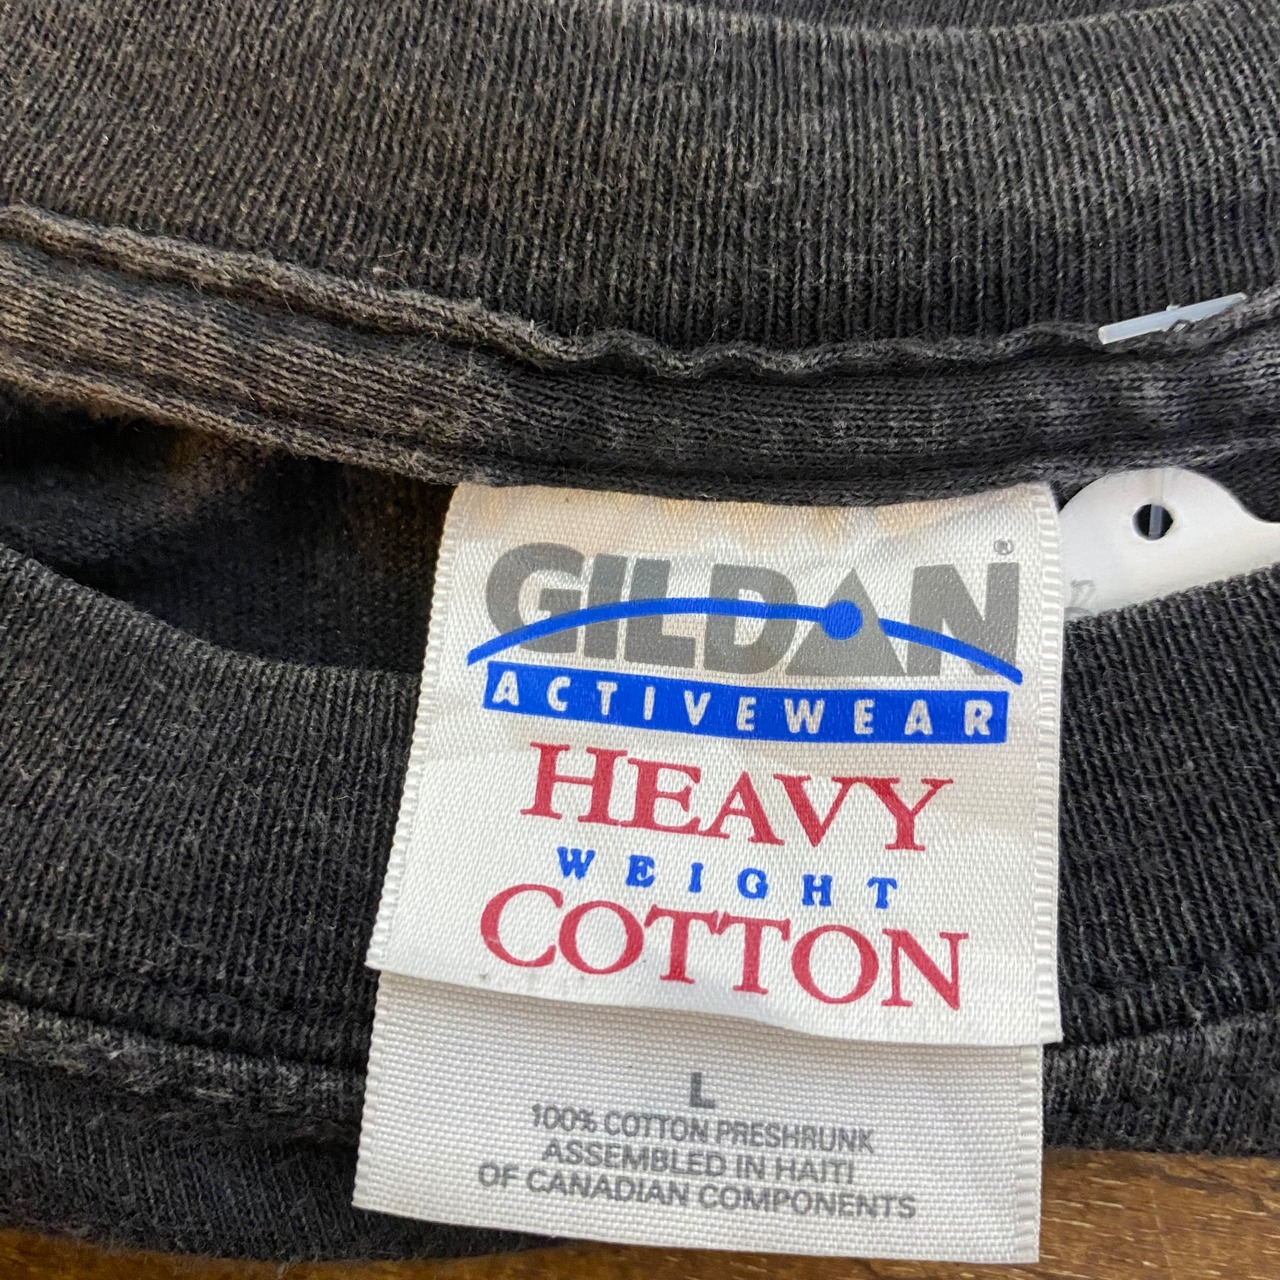 GILDAN®
ACTIVEWEAR
HEAVY
WEIGHT
COTTON
L
100% COTTON PRESHRUNK
ASSEMBLED IN HAITI
OF CANADIAN COMPONENTS